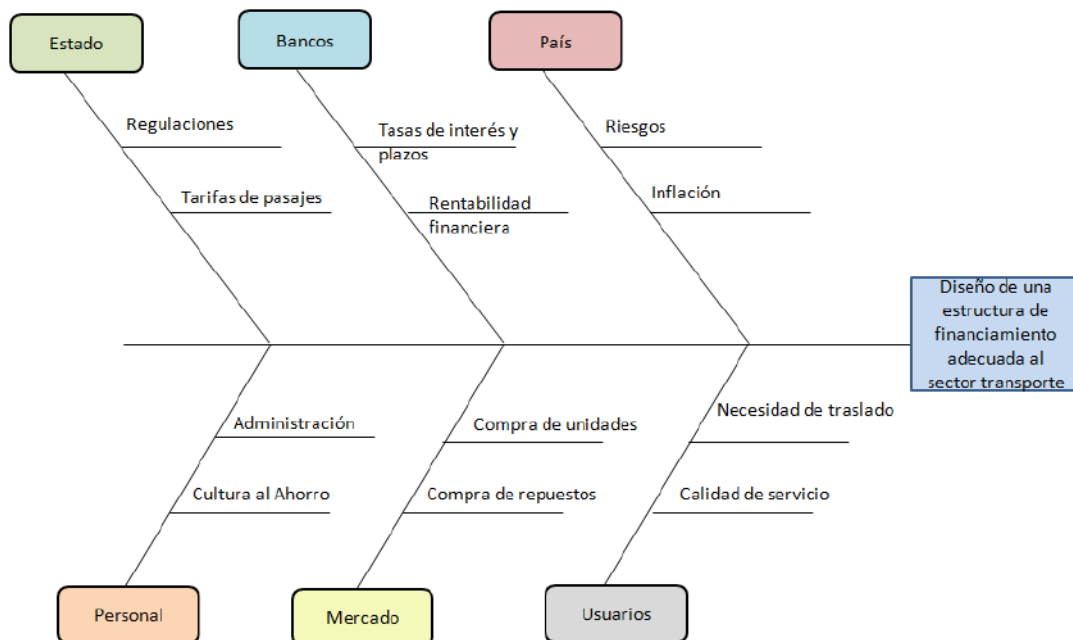 Estado
Bancos
País
Regulaciones
Tasas de interés y
plazos
Riesgos
Tarifas de pasajes
Rentabilidad
financiera
Inflación
Diseño de una
estructura de
financiamiento
adecuada al
sector transporte
Administración
Compra de unidades
Necesidad de traslado
Cultura al Ahorro
Compra de repuestos
Calidad de servicio
Personal
Mercado
Usuarios